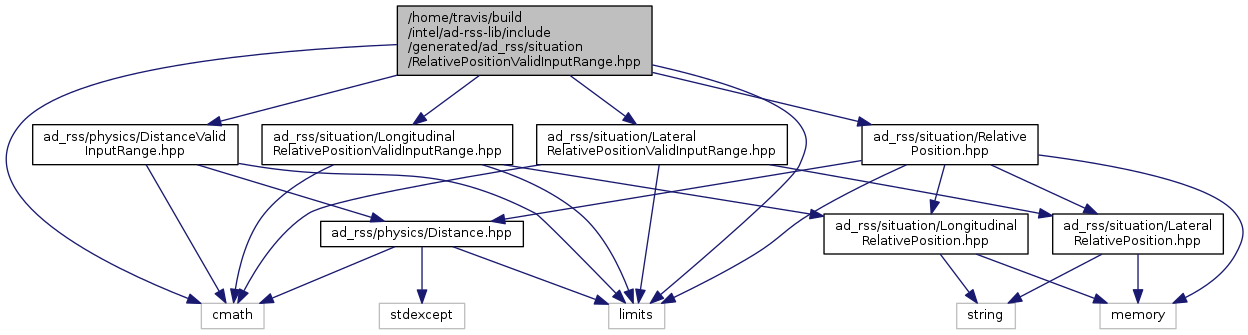 /home/travis/build
/intel/ad-rss-lib/include
/generated/ad_rss/situation
/RelativePositionValidInputRange.hpp
ad_rss/physics/DistanceValid
InputRange.hpp
ad_rss/situation/Longitudinal
RelativePositionValidInputRange.hpp
ad_rss/situation/Lateral
RelativePositionValidInputRange.hpp
ad_rss/situation/Relative
Position.hpp
ad_rss/physics/Distance.hpp
ad_rss/situation/Longitudinal
RelativePosition.hpp
ad_rss/situation/Lateral
RelativePosition.hpp
cmath
stdexcept
limits
string
memory